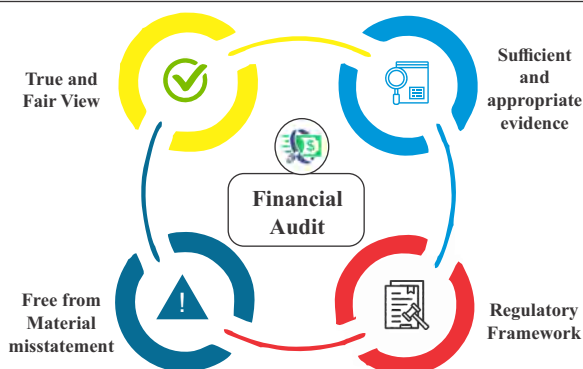 True and
Fair View
Sufficient
and
appropriate
evidence
$
Financial
Audit
!
Free from
Material
misstatement
Regulatory
Framework